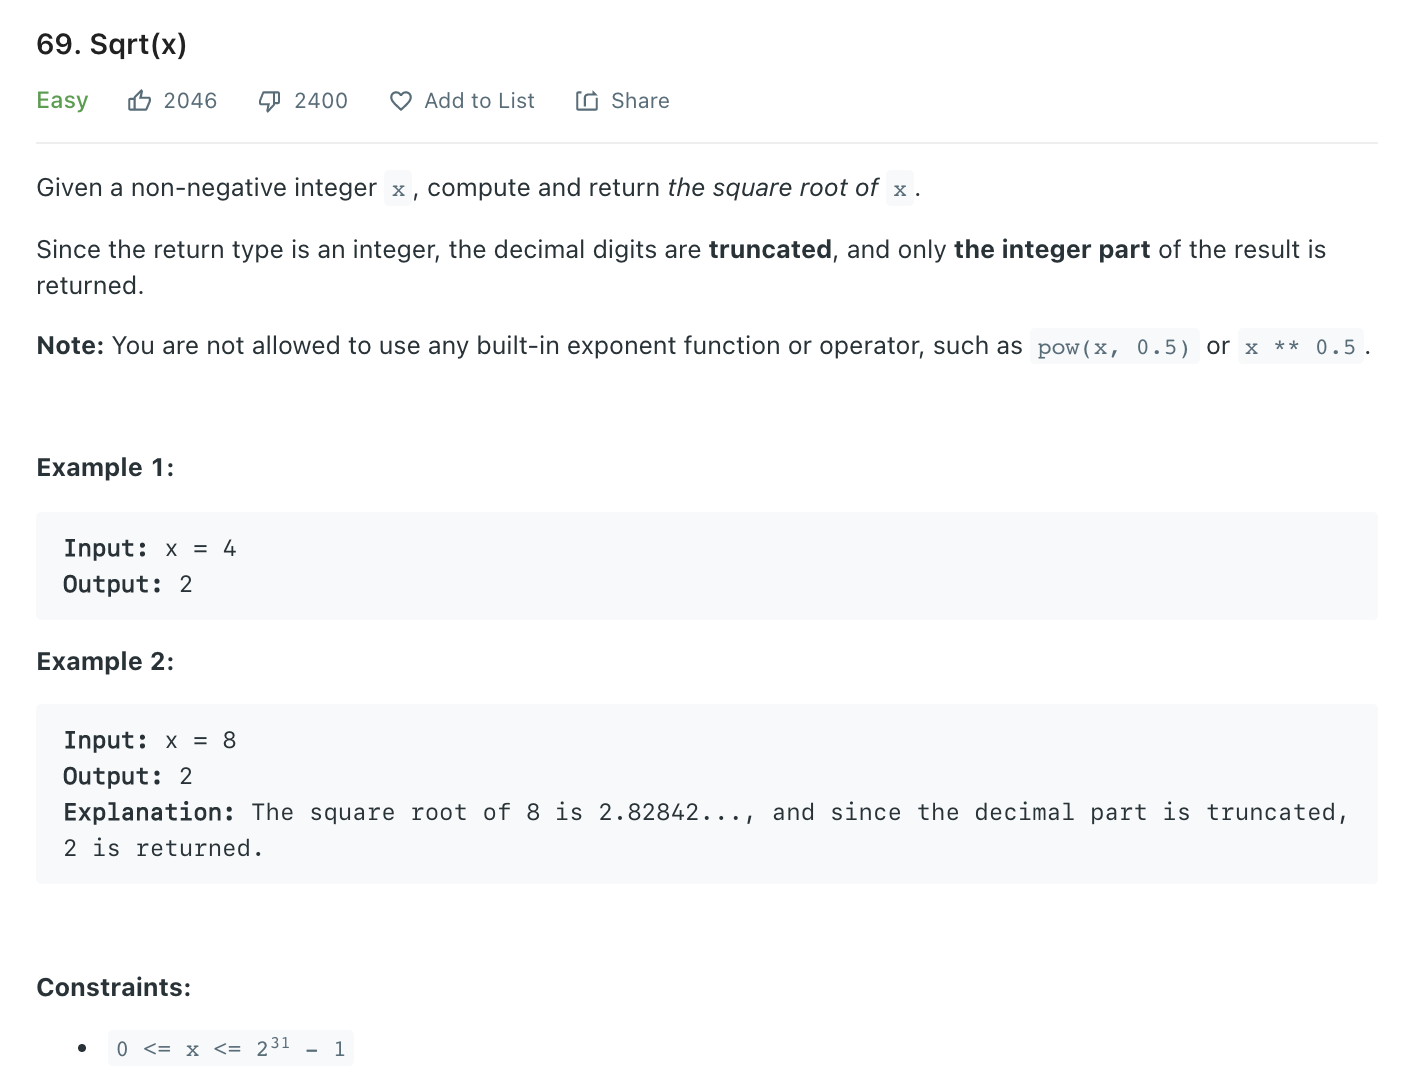 69. Sqrt(x)
Easy 2046 2400 Add to List Share
Given a non-negative integer x, compute and return the square root of x.
Since the return type is an integer, the decimal digits are truncated, and only the integer part of the result is
returned.
Note: You are not allowed to use any built-in exponent function or operator, such as pow(x, 0.5) or x ** 0.5.
Example 1:
Input: x = 4
Output: 2
Example 2:
Input: x = 8
Output: 2
Explanation: The square root of 8 is 2.82842..., and since the decimal part is truncated,
2 is returned.
Constraints:
• 0 <= x <= 2³¹ - 1